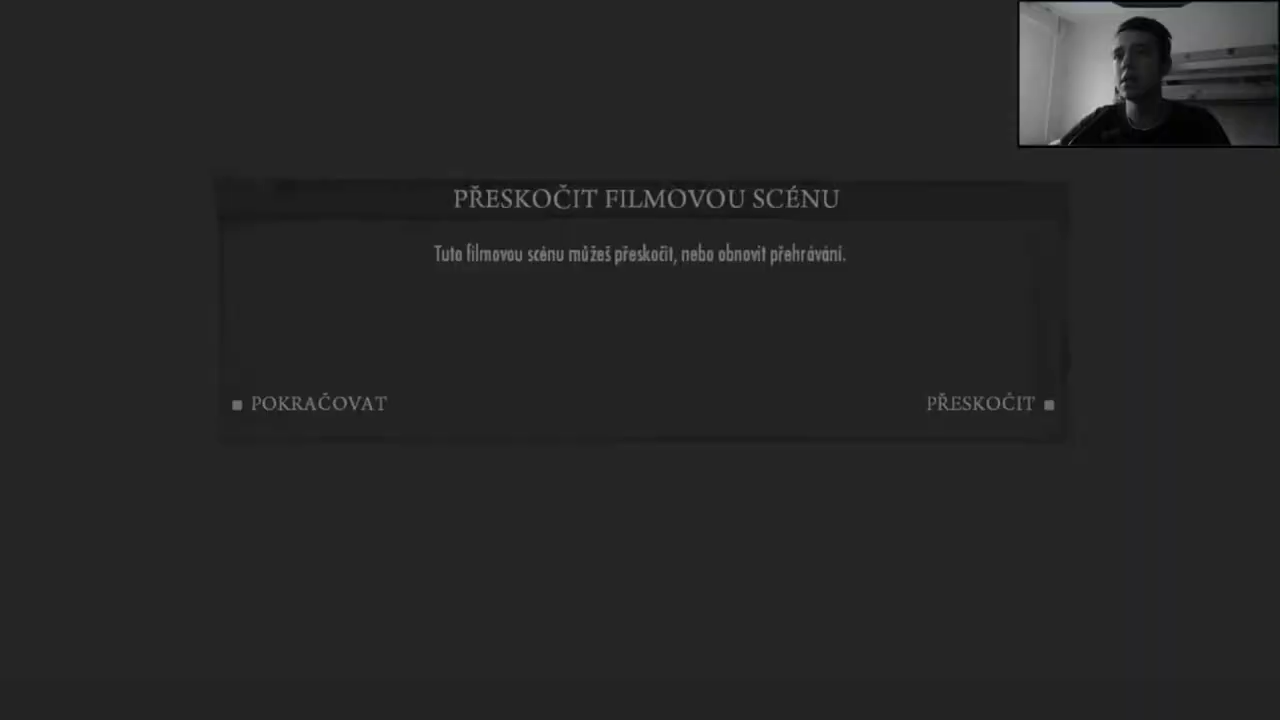 PŘESKOČIT FILMOVOU SCÉNU
Tuto filmovou scénu můžeš přeskočit, nebo obnovit přehrávání.
POKRAČOVAT
PŘESKOČIT